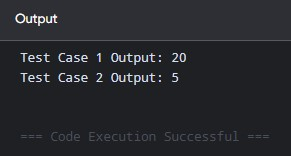 Output
Test Case 1 Output: 20
Test Case 2 Output: 5
=== Code Execution Successful ===